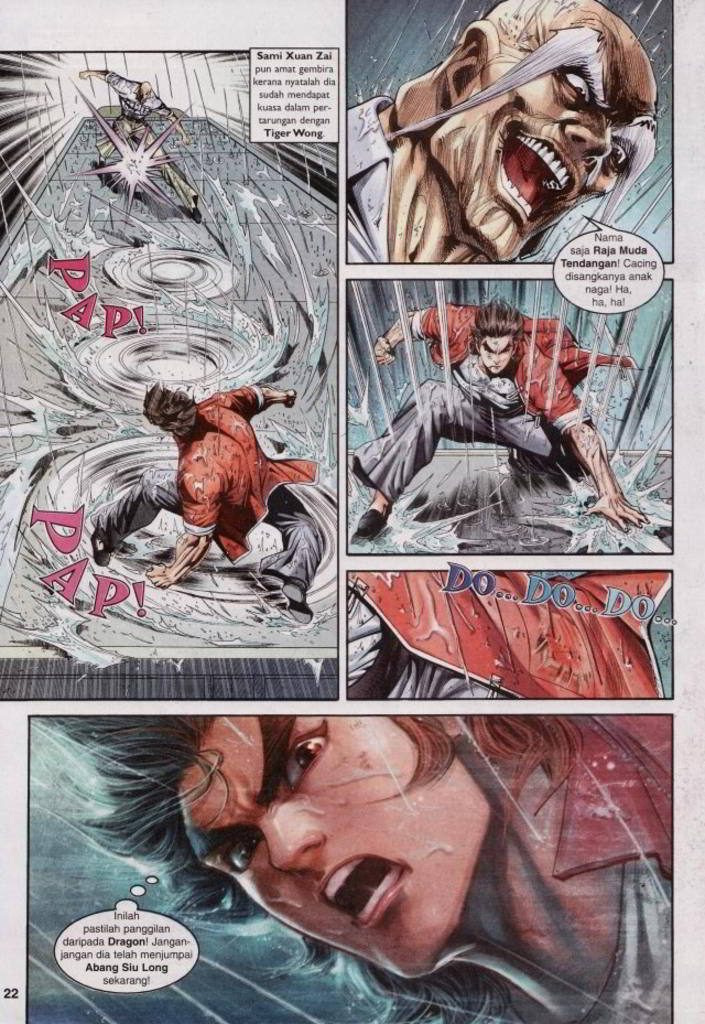 Sami Xuan Zai
pun amat gembira
kerana nyatalah dia
sudah mendapat
kuasa dalam per-
tarungan dengan
Tiger Wong.
Nama
saja Raja Muda
Tendangan! Cacing
disangkanya anak
naga! Ha,
ha, ha!
PAP!
PAP!
DO... DO... DO...
Inilah
pastilah panggilan
daripada Dragon! Jangan-
jangan dia telah menjumpai
Abang Siu Long
sekarang!
22